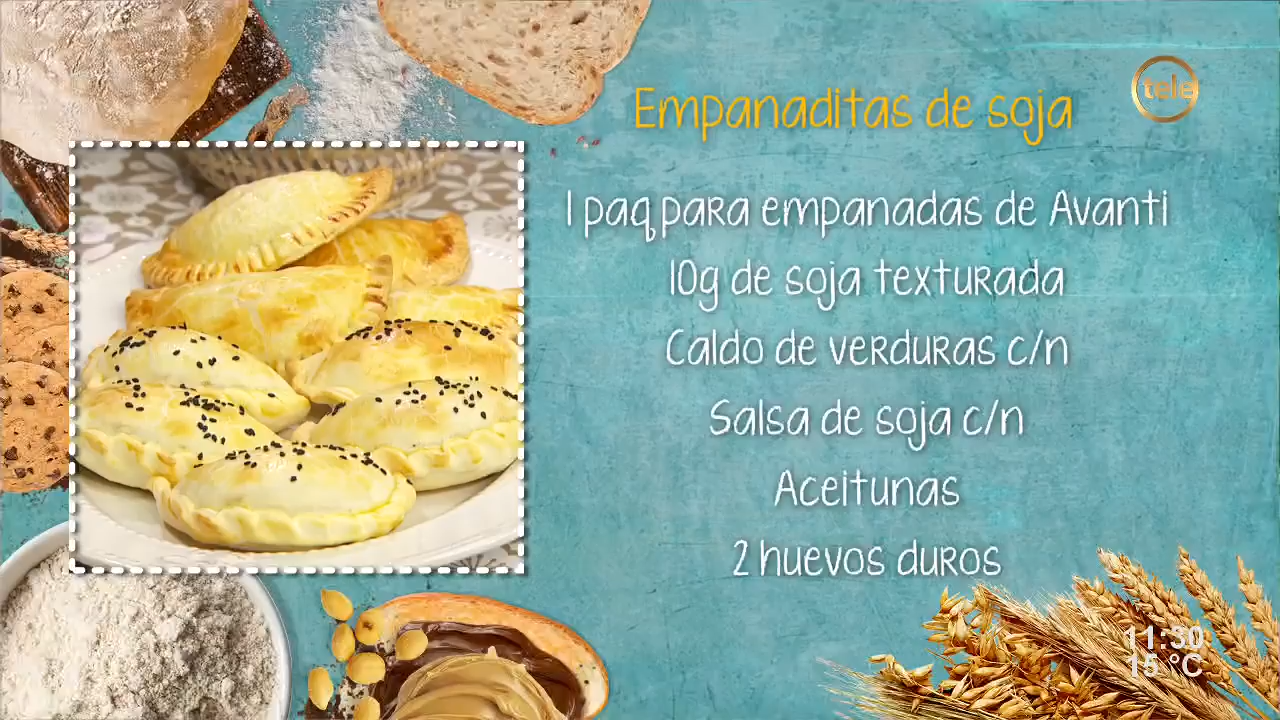 Empanaditas de soja
tele
1 paq para empanadas de Avanti
10g de soja texturada
Caldo de verduras c/n
Salsa de soja c/n
Aceitunas
2 huevos duros
11:30
15 °C